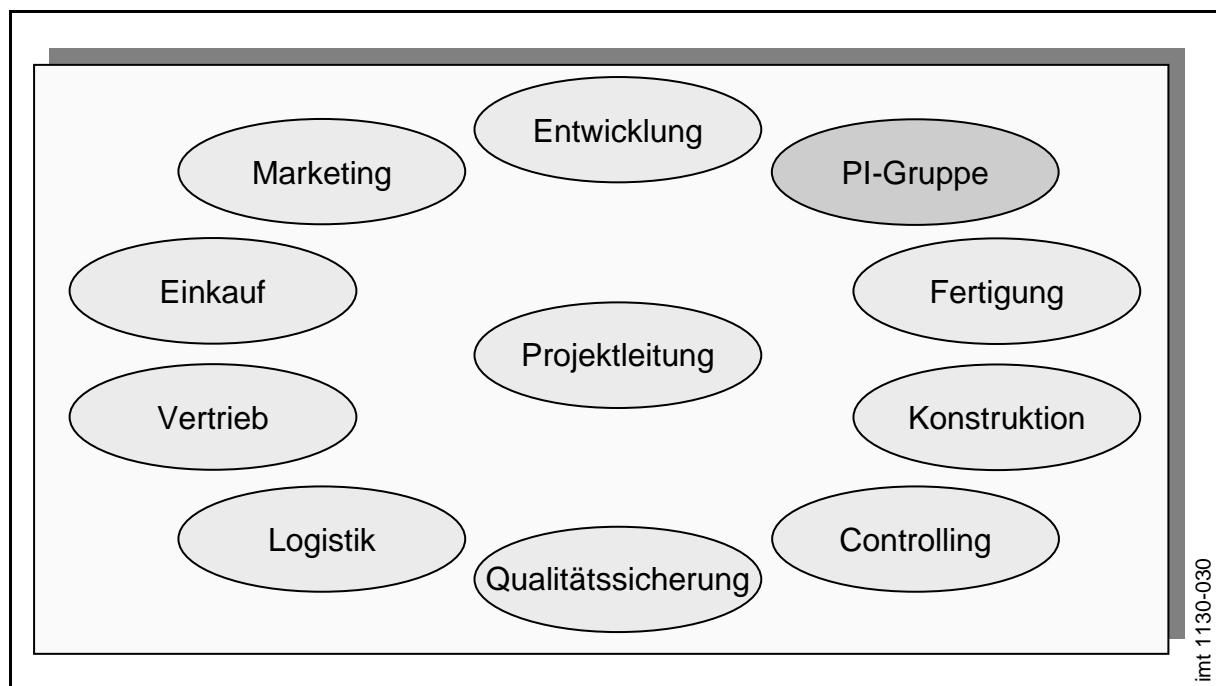 Entwicklung
Marketing
PI-Gruppe
Einkauf
Fertigung
Projektleitung
Vertrieb
Konstruktion
Logistik
Controlling
Qualitätssicherung
imt 1130-030